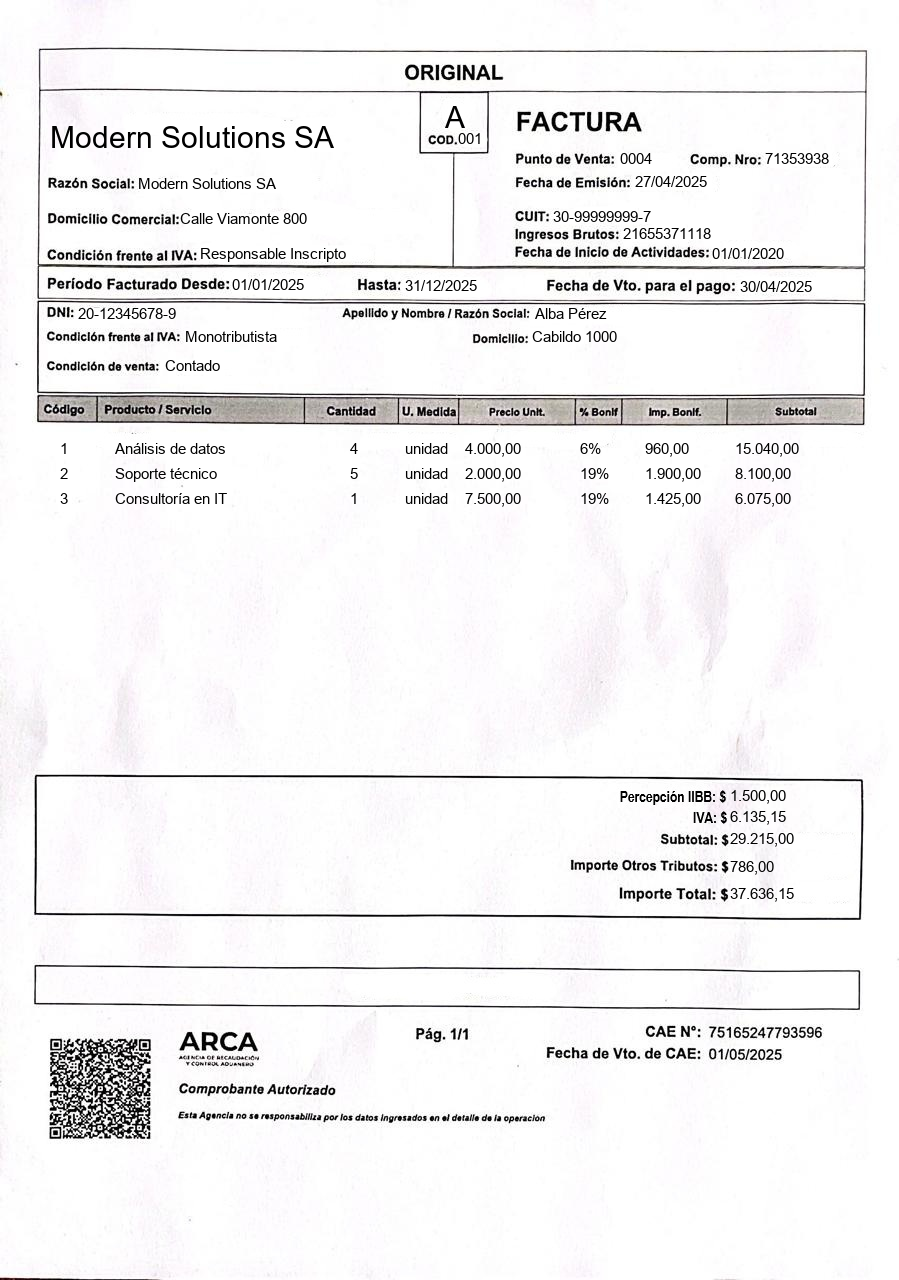 ORIGINAL
Modern Solutions SA
A
COD.001
FACTURA
Punto de Venta: 0004 Comp. Nro: 71353938
Razón Social: Modern Solutions SA
Fecha de Emisión: 27/04/2025
Domicilio Comercial:Calle Viamonte 800
CUIT: 30-99999999-7
Ingresos Brutos: 21655371118
Condición frente al IVA: Responsable Inscripto
Fecha de Inicio de Actividades: 01/01/2020
Período Facturado Desde: 01/01/2025 Hasta: 31/12/2025 Fecha de Vto. para el pago: 30/04/2025
DNI: 20-12345678-9 Apellido y Nombre / Razón Social: Alba Pérez
Condición frente al IVA: Monotributista Domicilio: Cabildo 1000
Condición de venta: Contado
Código Producto / Servicio Cantidad U. Medida Precio Unit. % Bonif Imp. Bonif. Subtotal
1 Análisis de datos 4 unidad 4.000,00 6% 960,00 15.040,00
2 Soporte técnico 5 unidad 2.000,00 19% 1.900,00 8.100,00
3 Consultoría en IT 1 unidad 7.500,00 19% 1.425,00 6.075,00
Percepción IIBB: $ 1.500,00
IVA: $ 6.135,15
Subtotal: $ 29.215,00
Importe Otros Tributos: $ 786,00
Importe Total: $ 37.636,15
ARCA
AGENCIA DE RECAUDACIÓN
Y CONTROL ADUANERO
Pág. 1/1
CAE N°: 75165247793596
Fecha de Vto. de CAE: 01/05/2025
Comprobante Autorizado
Esta Agencia no se responsabiliza por los datos ingresados en el detalle de la operación